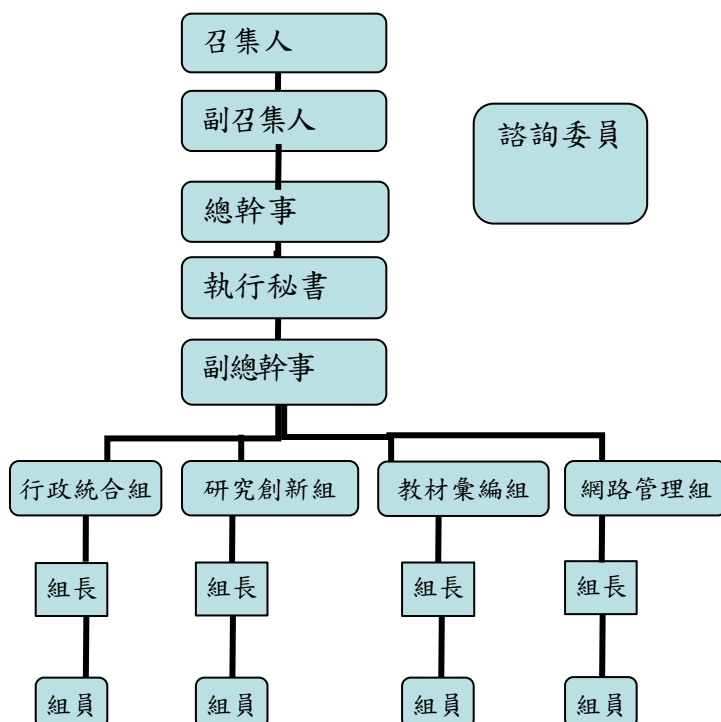 召集人
副召集人
諮詢委員
總幹事
執行秘書
副總幹事
行政統合組
研究創新組
教材彙編組
網路管理組
組長
組長
組長
組長
組員
組員
組員
組員